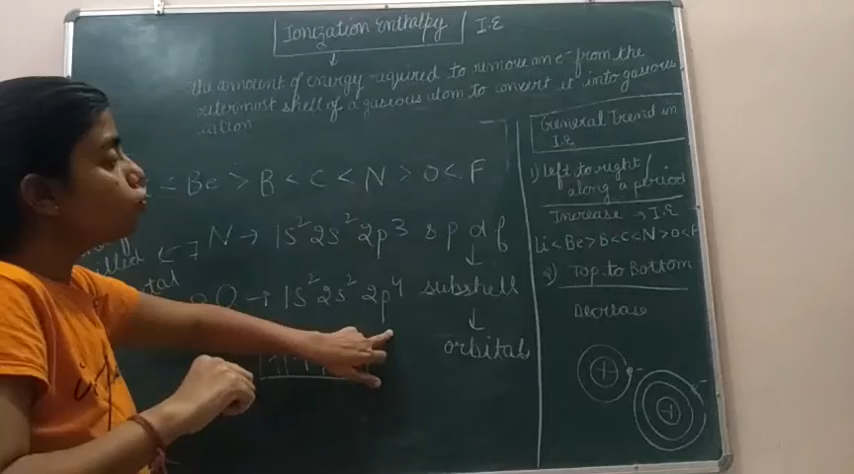 Ionization Enthalpy / I.E
the amocent of energy required to remove an e⁻ from the
outermost shell of a gaseous atom to convert it into gaseous
cation
< Be > B < C < N > O < F
7 N → 1s² 2s² 2p³ s p d f
O → 1s² 2s² 2p⁴ subshell
orbital
General Trend in
I.E
1) left to right /
along a period
Increase → I.E
Li < Be > B < C < N > O < F
2) Top to Bottom
Decrease
+ e⁻
+ e⁻